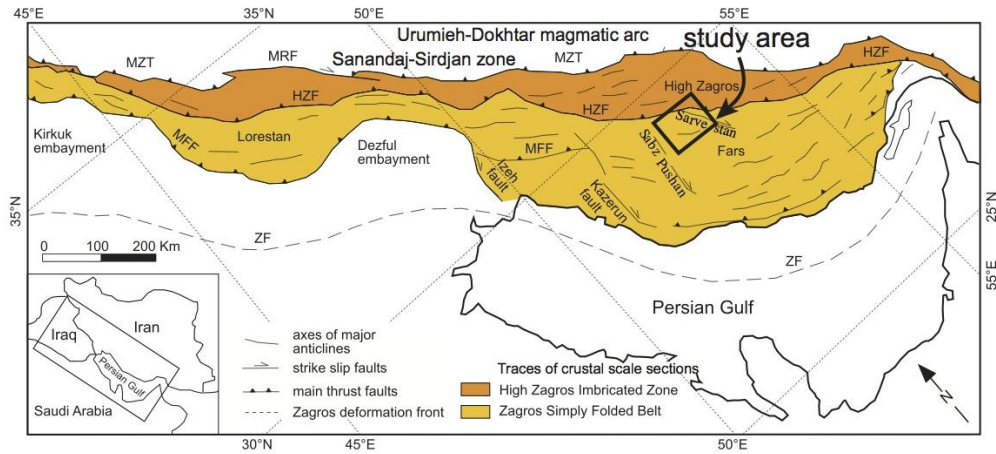 45°E
35°N
50°E
55°E
Urumieh-Dokhtar magmatic arc
study area
MZT
MRF
Sanandaj-Sirdjan zone
MZT
HZF
HZF
High Zagros
HZF
Kirkuk
embayment
MFF
Lorestan
Dezful
embayment
MFF
Izeh
fault
Kazerun
fault
Sabz Pushan
Sarvestan
Fars
35°N
25°N
ZF
ZF
55°E
0 100 200 Km
Persian Gulf
Iraq
Iran
Persian Gulf
Saudi Arabia
axes of major
anticlines
strike slip faults
main thrust faults
Zagros deformation front
Traces of crustal scale sections
High Zagros Imbricated Zone
Zagros Simply Folded Belt
N
30°N
45°E
50°E